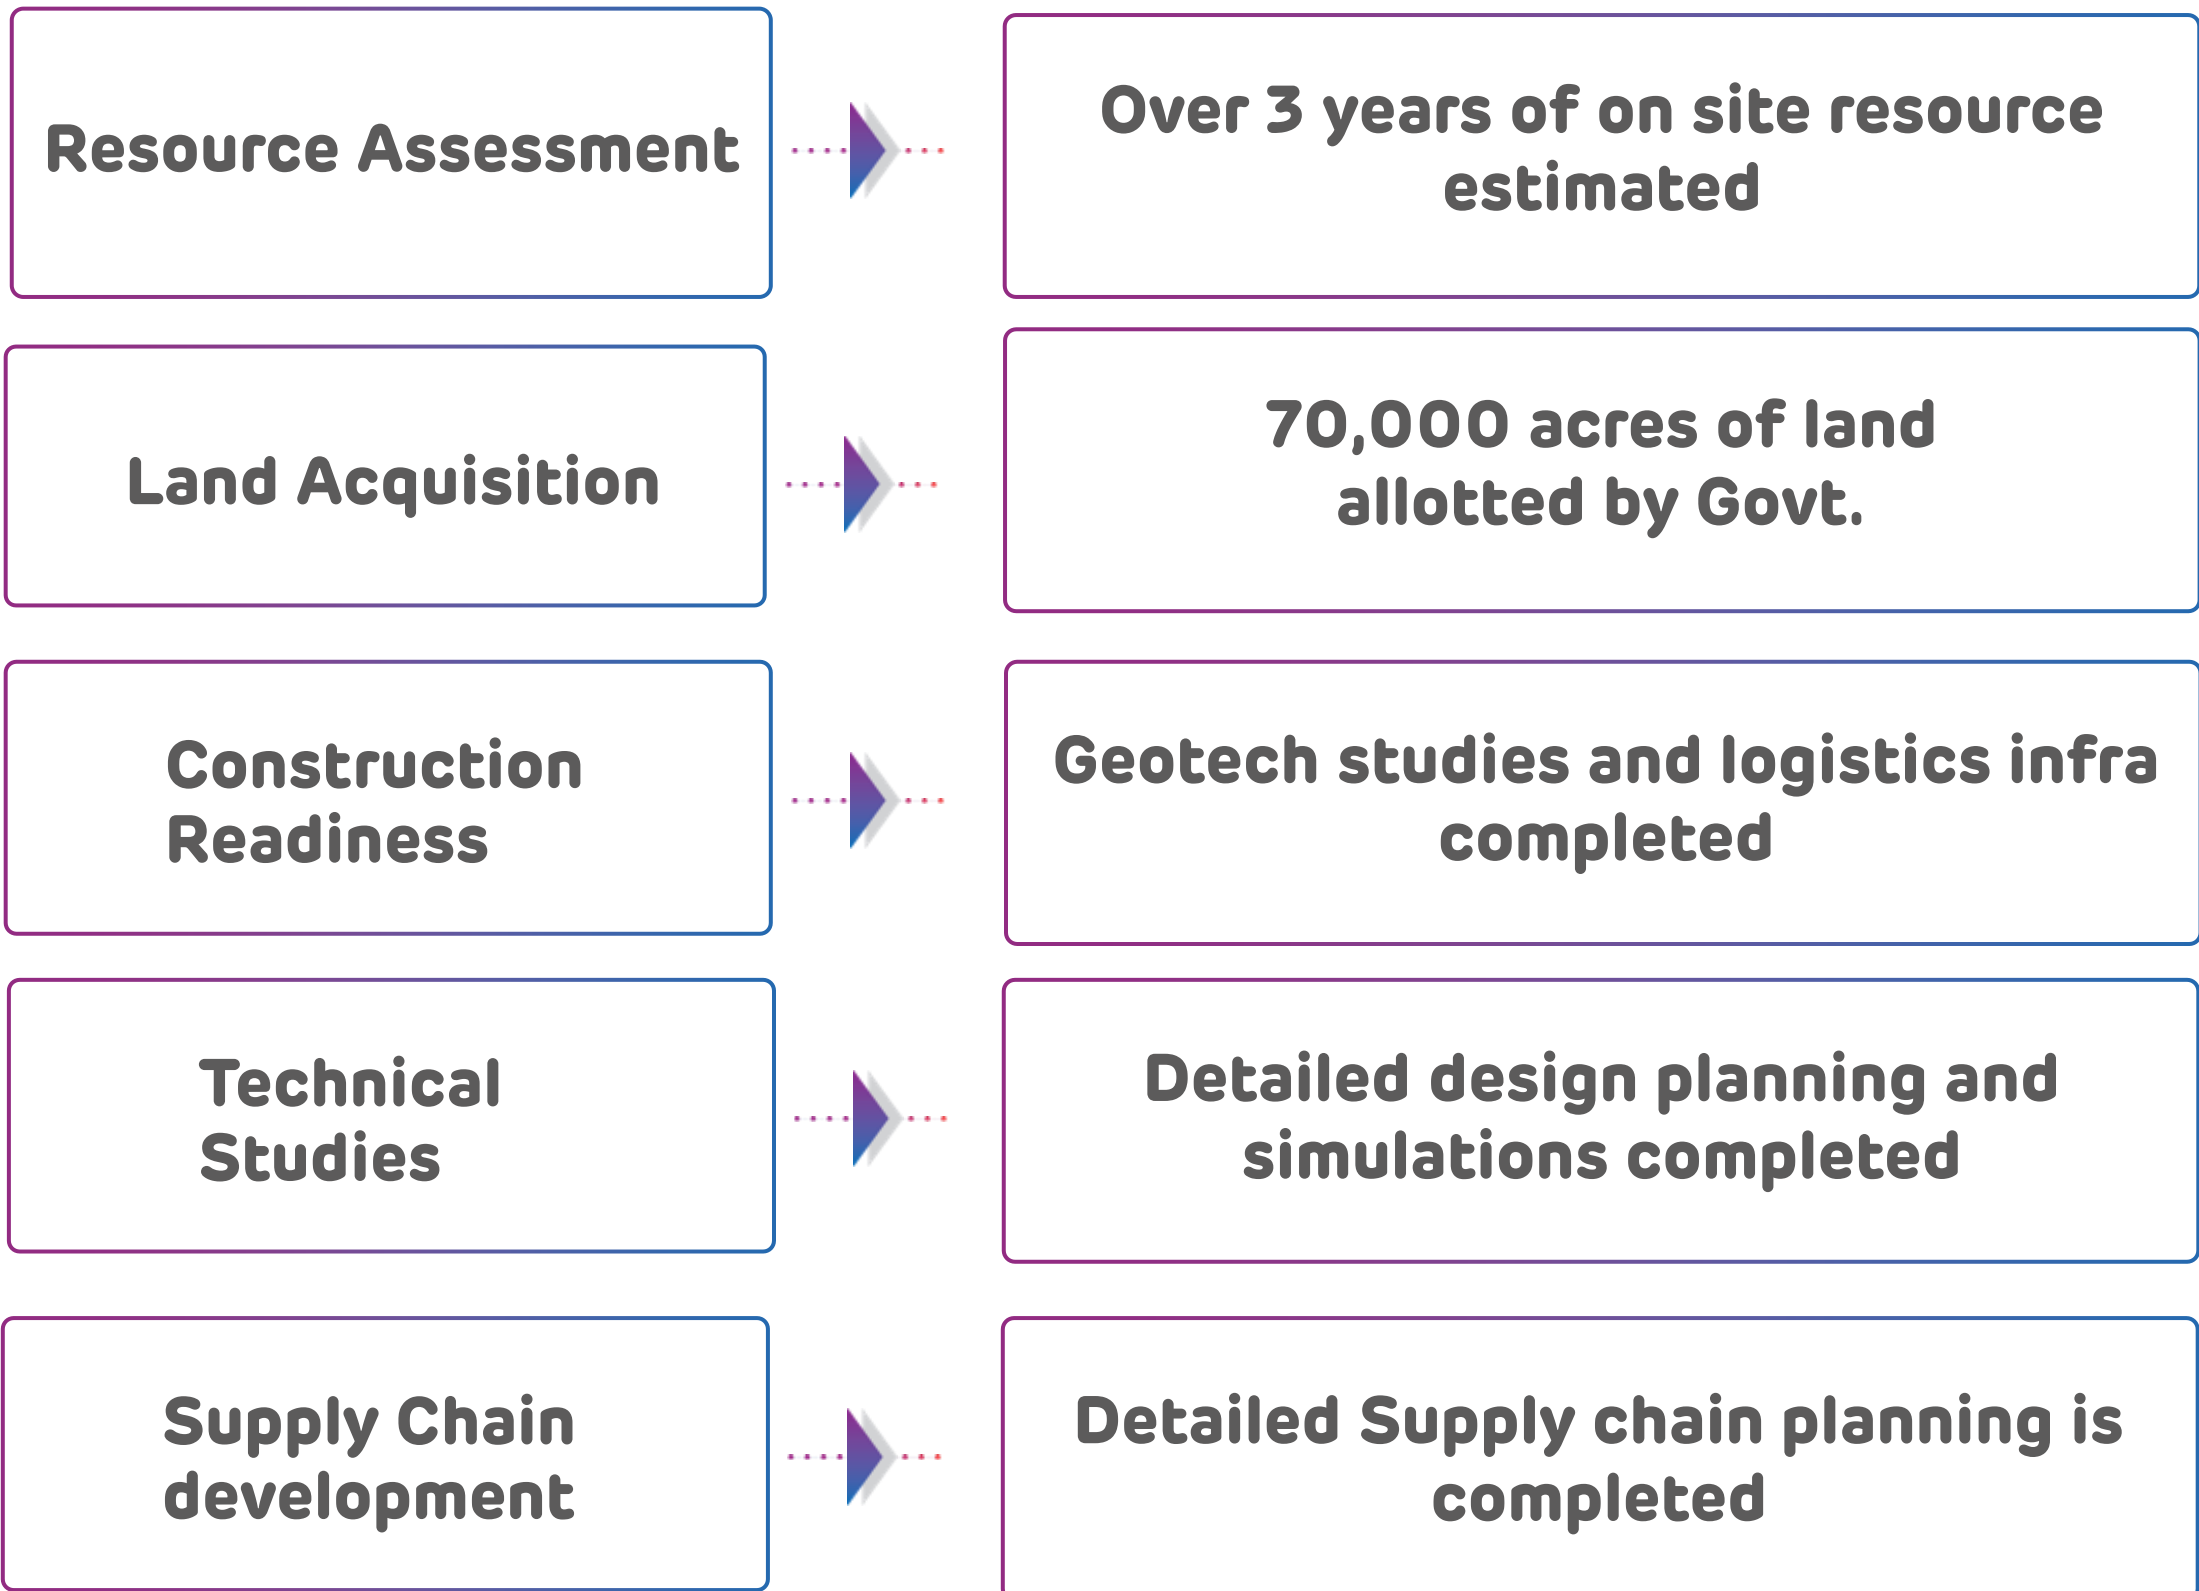 Resource Assessment
Over 3 years of on site resource
estimated
Land Acquisition
70,000 acres of land
allotted by Govt.
Construction
Readiness
Geotech studies and logistics infra
completed
Technical
Studies
Detailed design planning and
simulations completed
Supply Chain
development
Detailed Supply chain planning is
completed